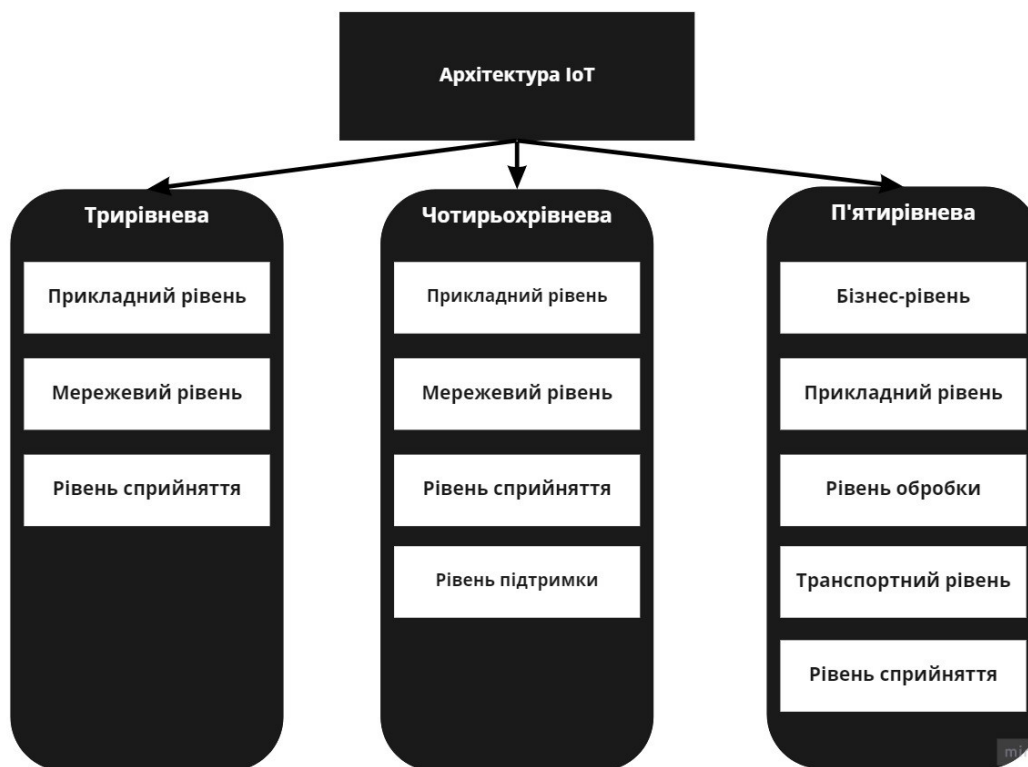 Архітектура IoT
Трирівнева
Прикладний рівень
Мережевий рівень
Рівень сприйняття
Чотирьохрівнева
Прикладний рівень
Мережевий рівень
Рівень сприйняття
Рівень підтримки
П'ятирівнева
Бізнес-рівень
Прикладний рівень
Рівень обробки
Транспортний рівень
Рівень сприйняття